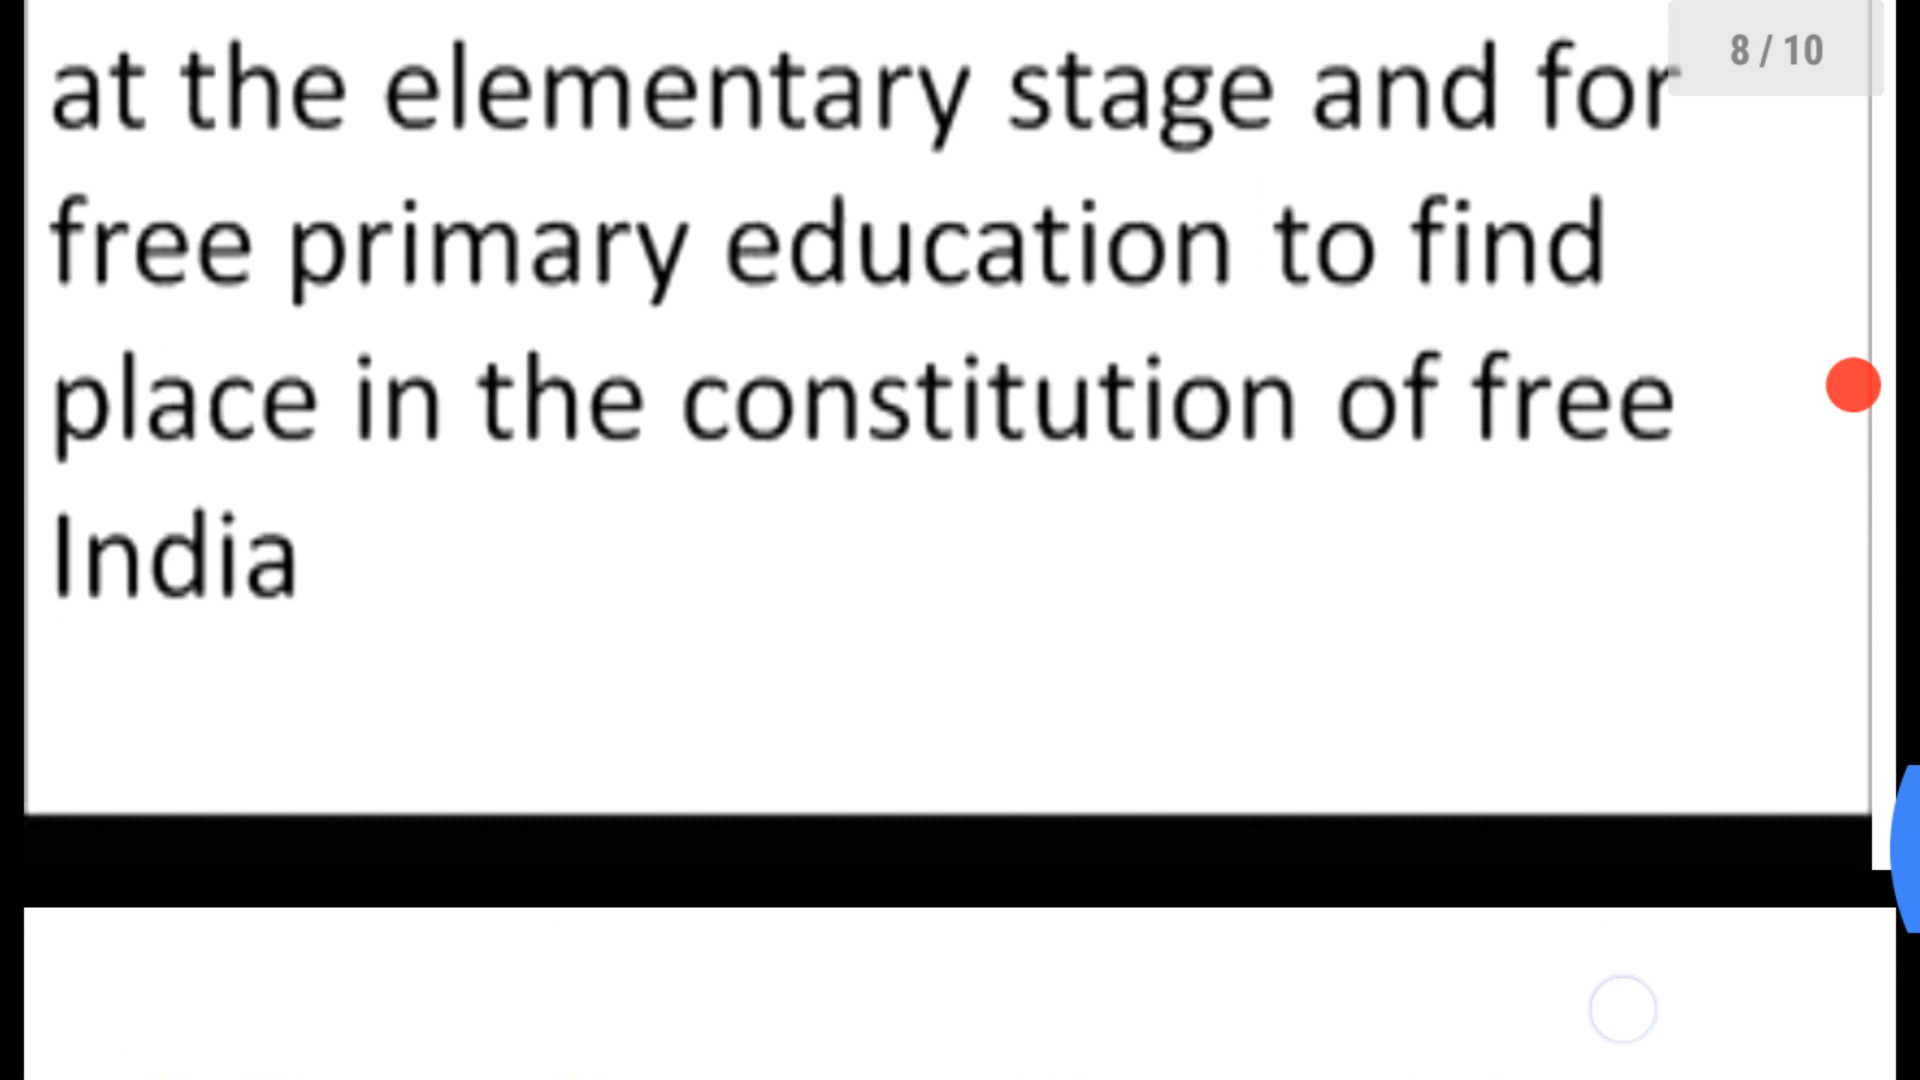 8 / 10
at the elementary stage and for
free primary education to find
place in the constitution of free
India